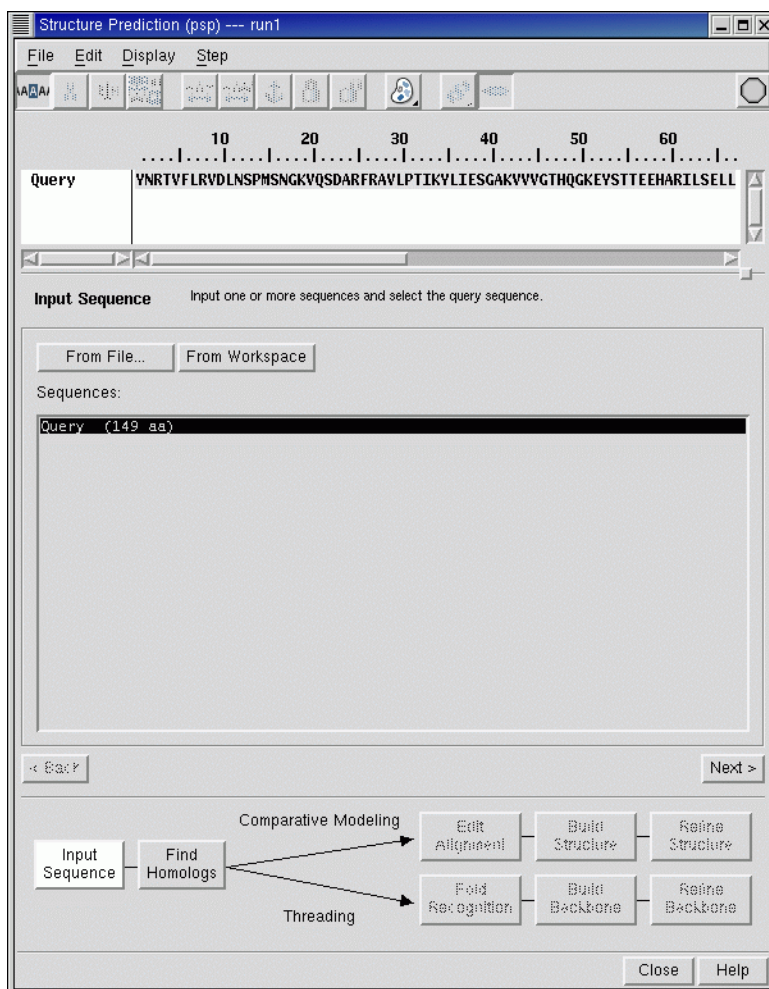 Structure Prediction (psp) --- run1
File Edit Display Step
10 20 30 40 50 60
Query YNRTVFLRVDLNSPMSNGKVQSDARFRAVLPTIKYLIESGAKVVVGTHQGKEYSTTEEHARILSELL
Input Sequence Input one or more sequences and select the query sequence.
From File... From Workspace
Sequences:
Query (149 aa)
< Back Next >
Comparative Modeling
Edit Alignment Build Structure Refine Structure
Input Sequence Find Homologs
Fold Recognition Build Backbone Refine Backbone
Threading
Close Help